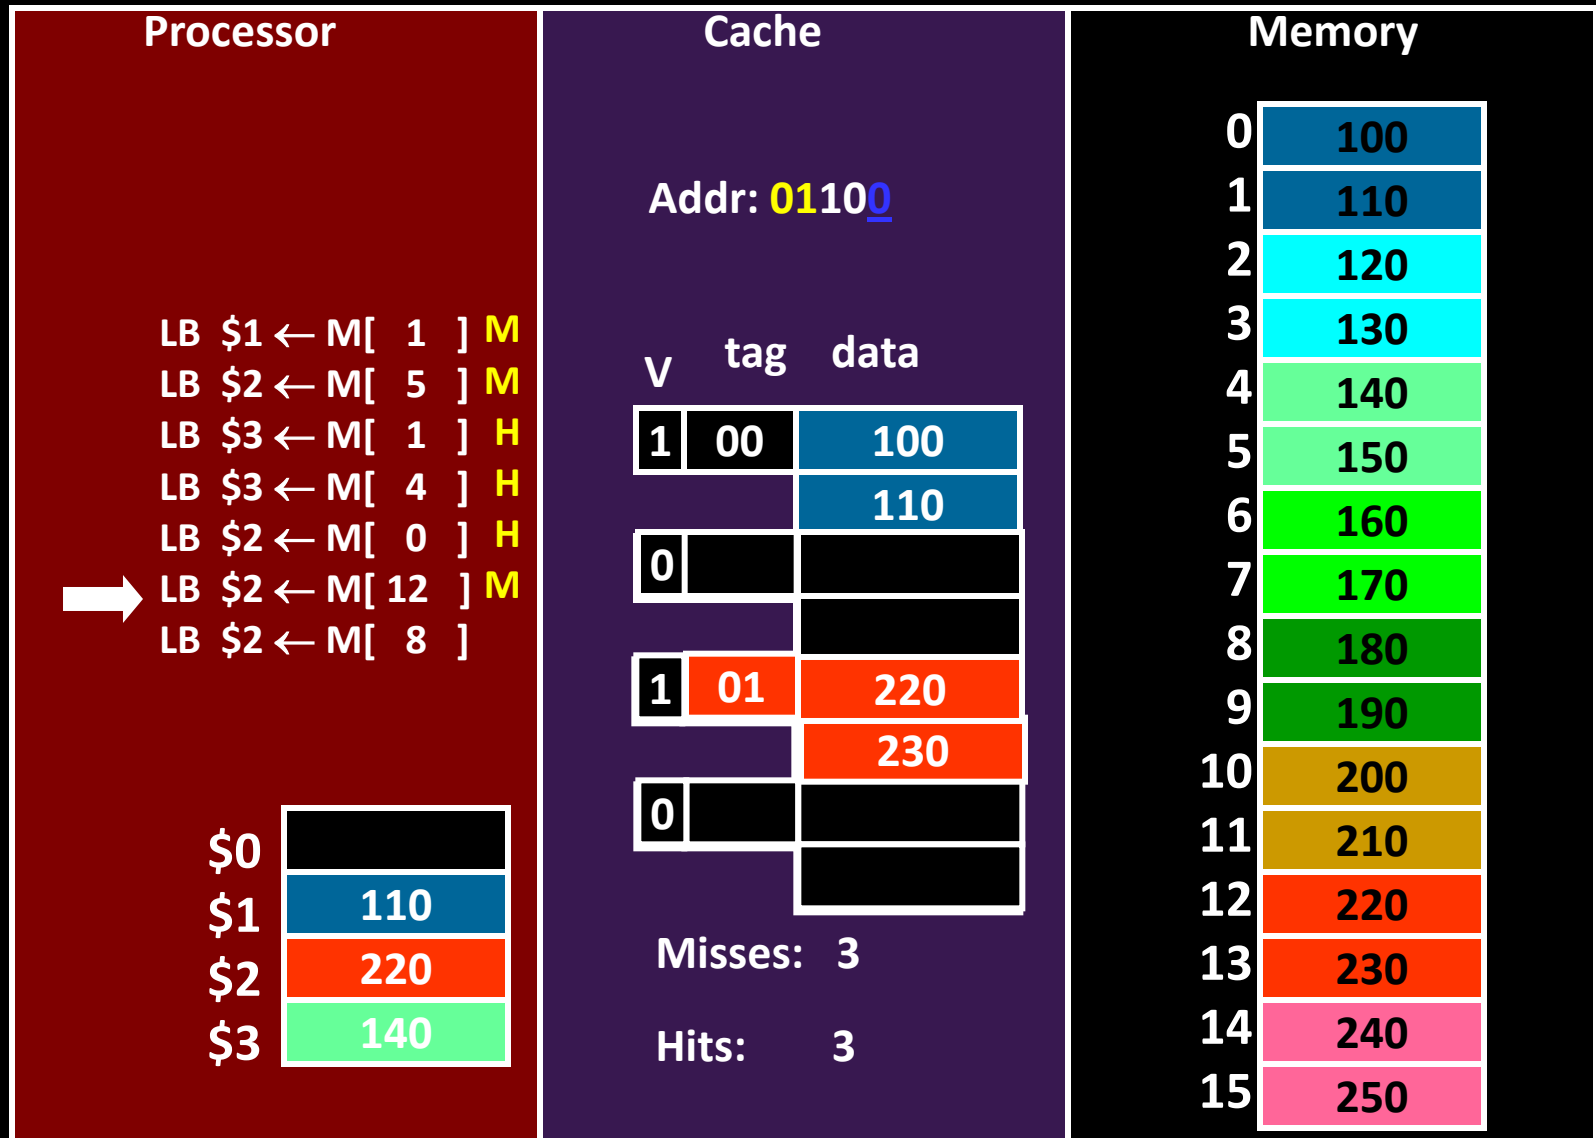 Processor
LB $1 ← M[ 1 ] M
LB $2 ← M[ 5 ] M
LB $3 ← M[ 1 ] H
LB $3 ← M[ 4 ] H
LB $2 ← M[ 0 ] H
LB $2 ← M[ 12 ] M
LB $2 ← M[ 8 ]
$0
$1 110
$2 220
$3 140
Cache
Addr: 01100
V tag data
1 00 100
110
0
1 01 220
230
0
Misses: 3
Hits: 3
Memory
0 100
1 110
2 120
3 130
4 140
5 150
6 160
7 170
8 180
9 190
10 200
11 210
12 220
13 230
14 240
15 250